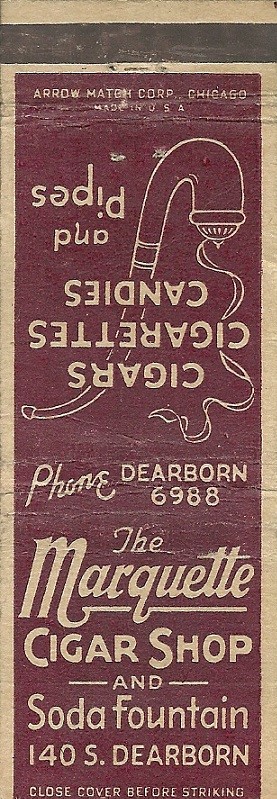 ARROW MATCH CORP., CHICAGO
MADE IN U.S.A
CIGARS
CIGARETTES
CANDIES
and
Pipes
Phone DEARBORN
6988
The
Marquette
CIGAR SHOP
AND
Soda Fountain
140 S. DEARBORN
CLOSE COVER BEFORE STRIKING